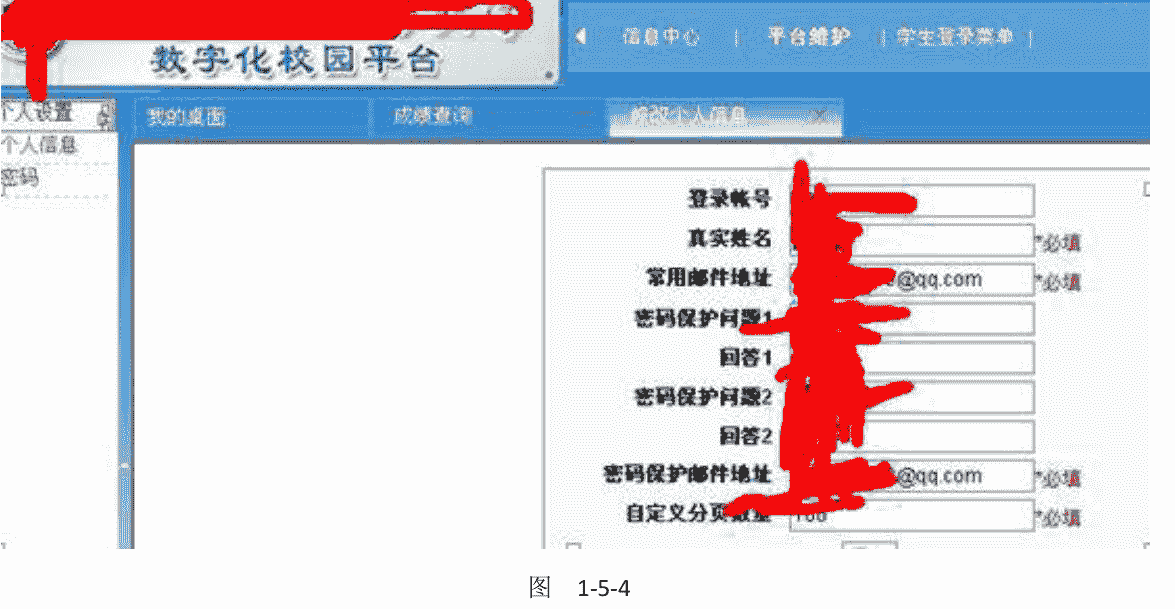 数字化校园平台
信息中心 | 平台维护 | 学生登录菜单 |
个人设置
我的桌面
成绩查询
修改个人信息
个人信息
密码
登录帐号
真实姓名
*必填
常用邮件地址
@qq.com
*必填
密码保护问题1
回答1
密码保护问题2
回答2
密码保护邮件地址
@qq.com
*必填
自定义分页数量
100
*必填
图 1-5-4